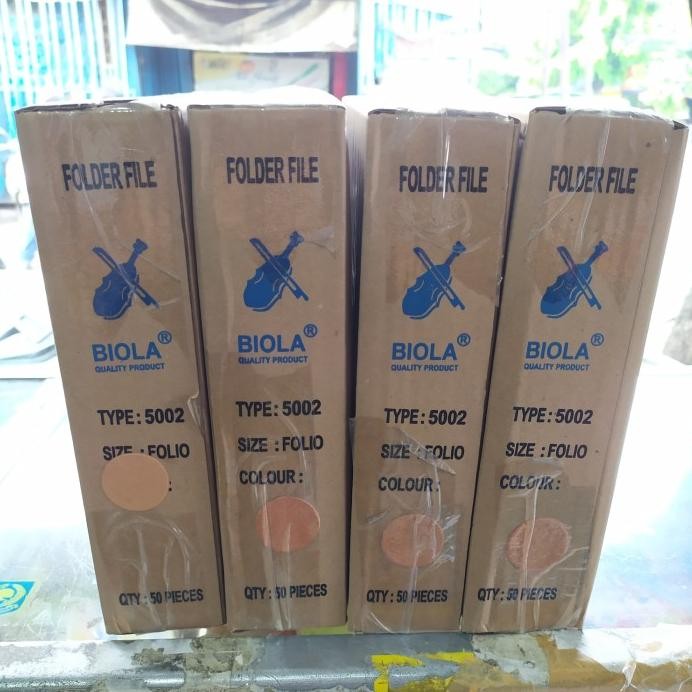 FOLDER FILE
BIOLA®
QUALITY PRODUCT
TYPE : 5002
SIZE : FOLIO
:
QTY : 50 PIECES
FOLDER FILE
BIOLA®
QUALITY PRODUCT
TYPE : 5002
SIZE : FOLIO
COLOUR :
QTY : 50 PIECES
FOLDER FILE
BIOLA®
QUALITY PRODUCT
TYPE : 5002
SIZE : FOLIO
COLOUR :
QTY : 50 PIECES
FOLDER FILE
BIOLA®
QUALITY PRODUCT
TYPE : 5002
SIZE : FOLIO
COLOUR :
QTY : 50 PIECES